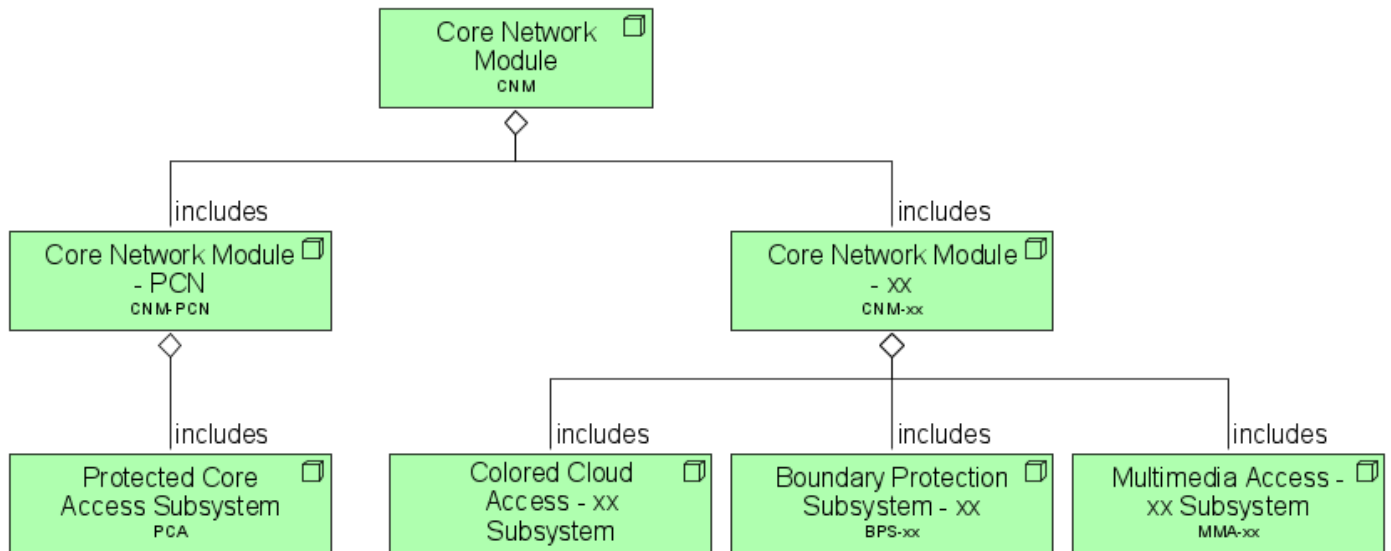 Core Network
Module
CNM
includes
includes
Core Network Module
- PCN
CNM-PCN
Core Network Module
- xx
CNM-xx
includes
includes
includes
includes
Protected Core
Access Subsystem
PCA
Colored Cloud
Access - xx
Subsystem
Boundary Protection
Subsystem - xx
BPS-xx
Multimedia Access -
xx Subsystem
MMA-xx